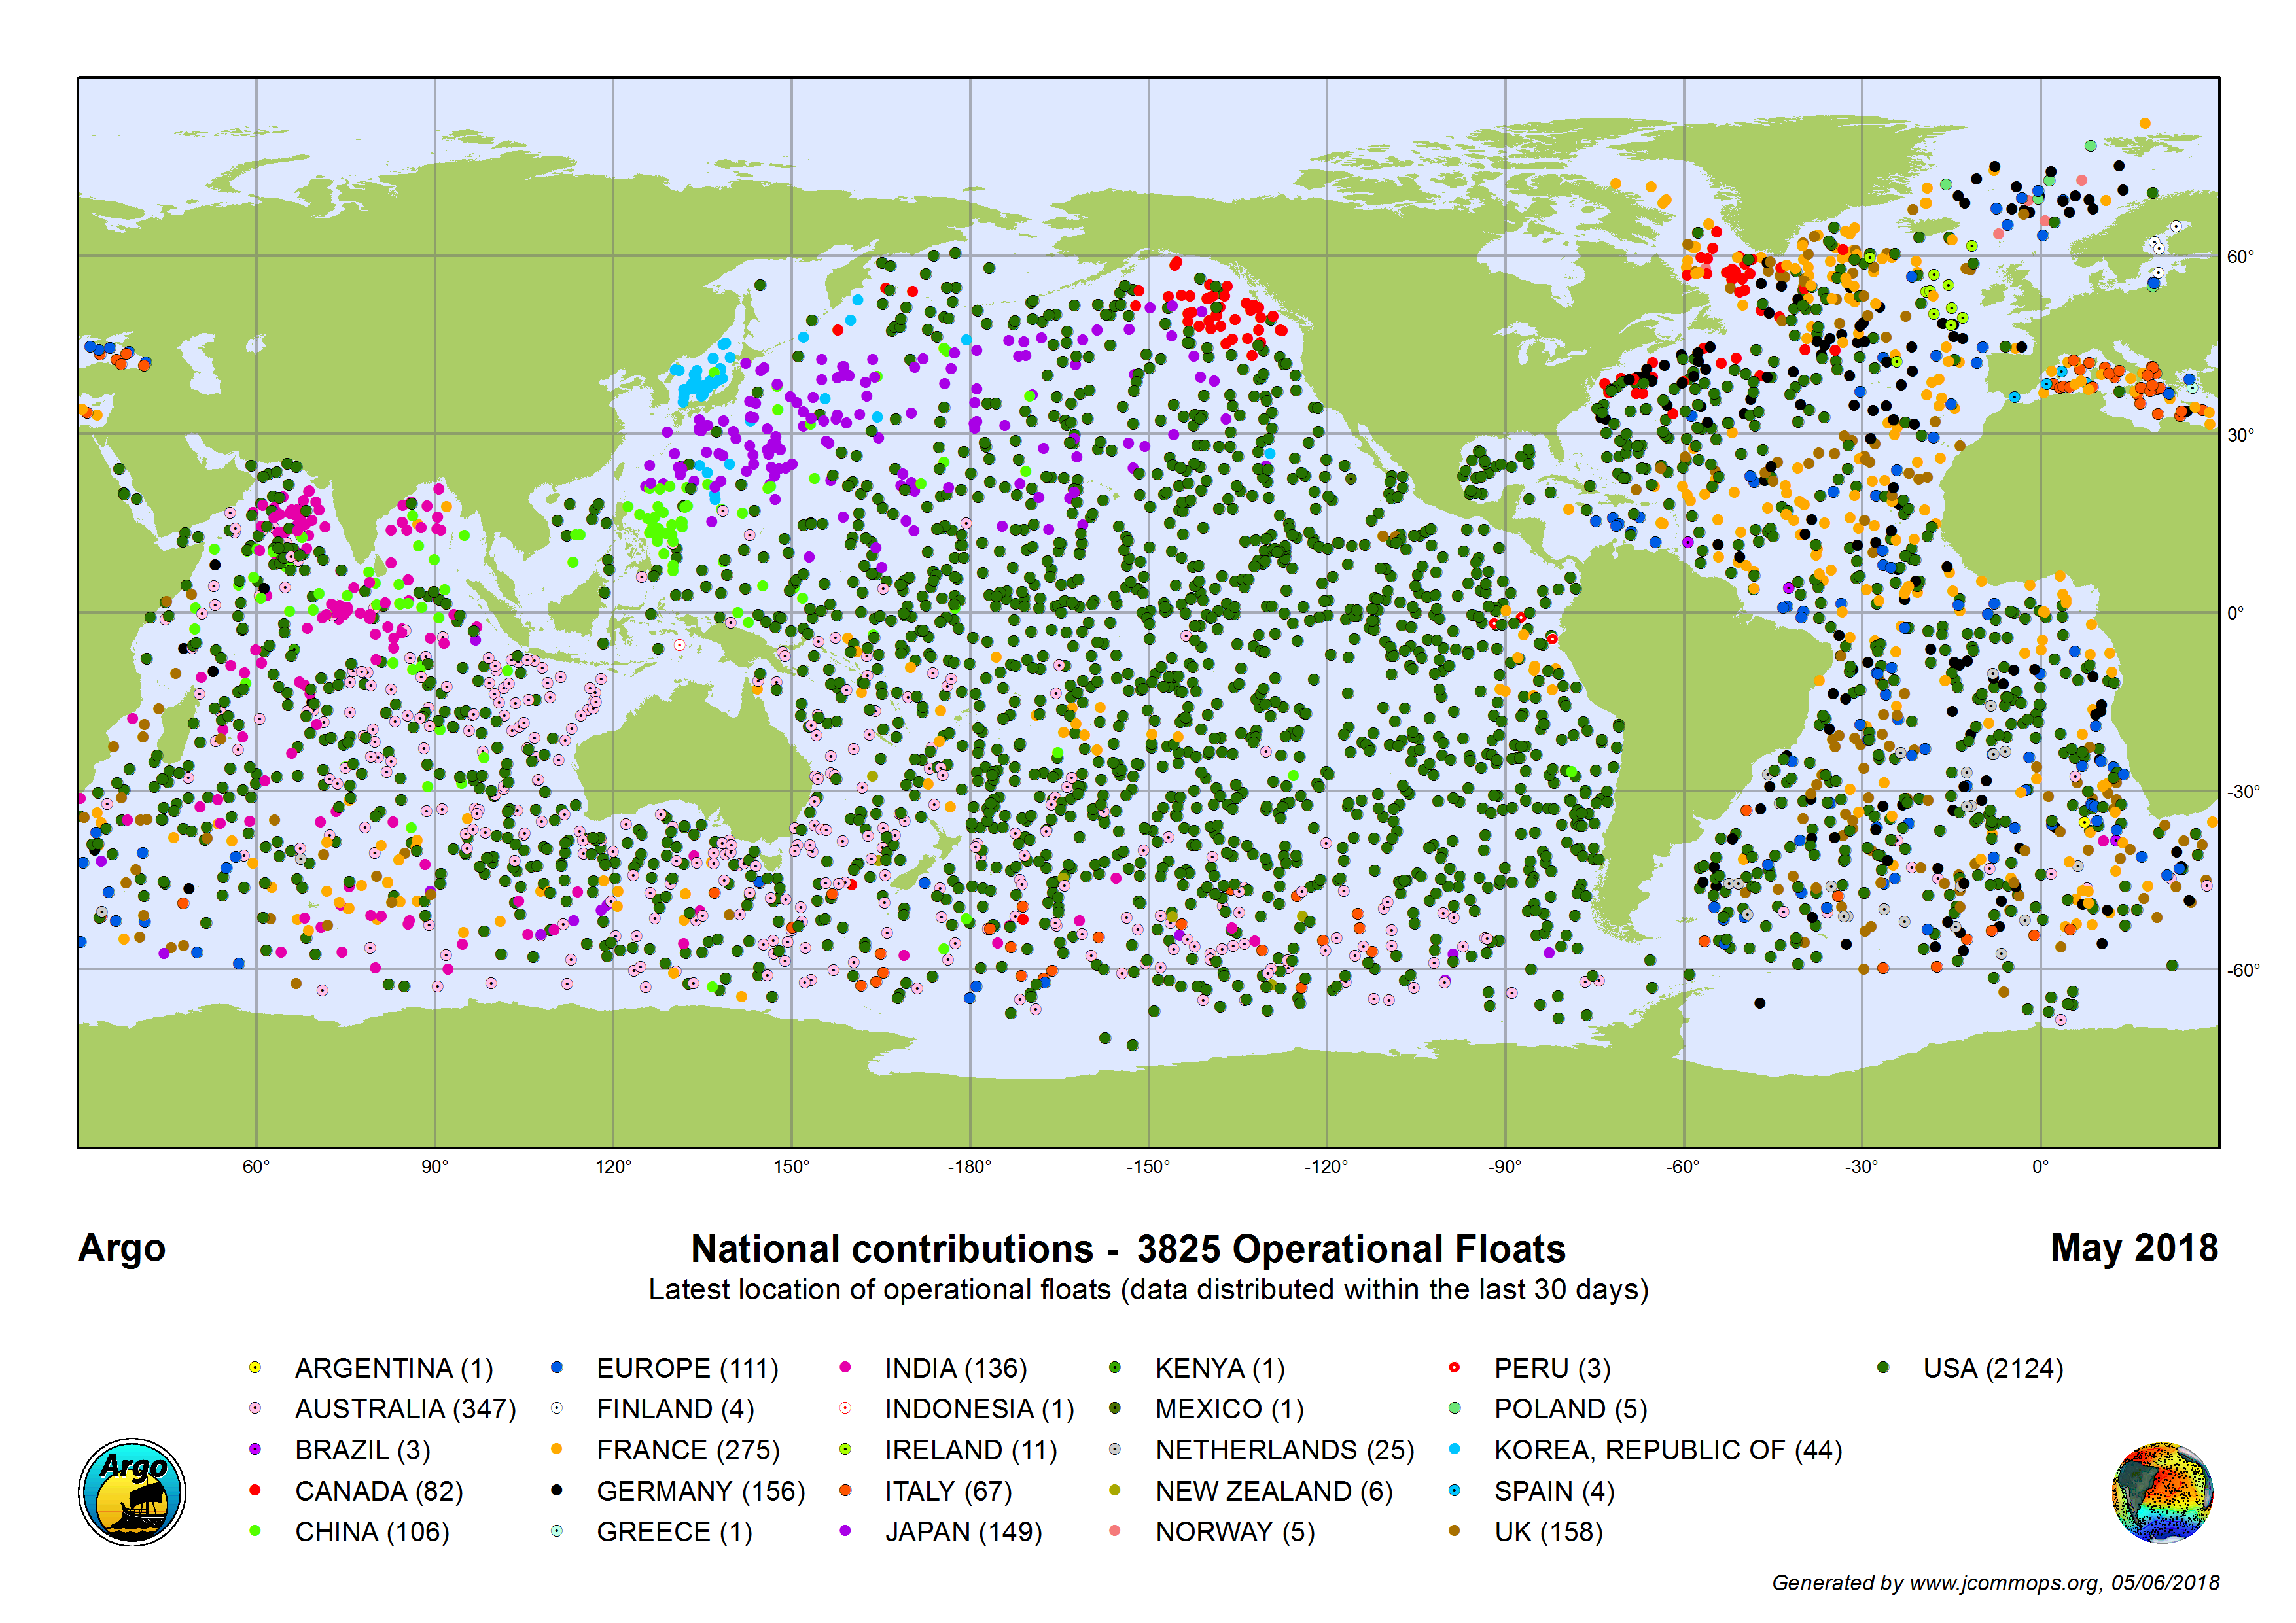 60°
30°
0°
-30°
-60°
60° 90° 120° 150° -180° -150° -120° -90° -60° -30° 0°
Argo National contributions - 3825 Operational Floats May 2018
Latest location of operational floats (data distributed within the last 30 days)
ARGENTINA (1) EUROPE (111) INDIA (136) KENYA (1) PERU (3) USA (2124)
AUSTRALIA (347) FINLAND (4) INDONESIA (1) MEXICO (1) POLAND (5)
BRAZIL (3) FRANCE (275) IRELAND (11) NETHERLANDS (25) KOREA, REPUBLIC OF (44)
CANADA (82) GERMANY (156) ITALY (67) NEW ZEALAND (6) SPAIN (4)
CHINA (106) GREECE (1) JAPAN (149) NORWAY (5) UK (158)
Argo
Generated by www.jcommops.org, 05/06/2018